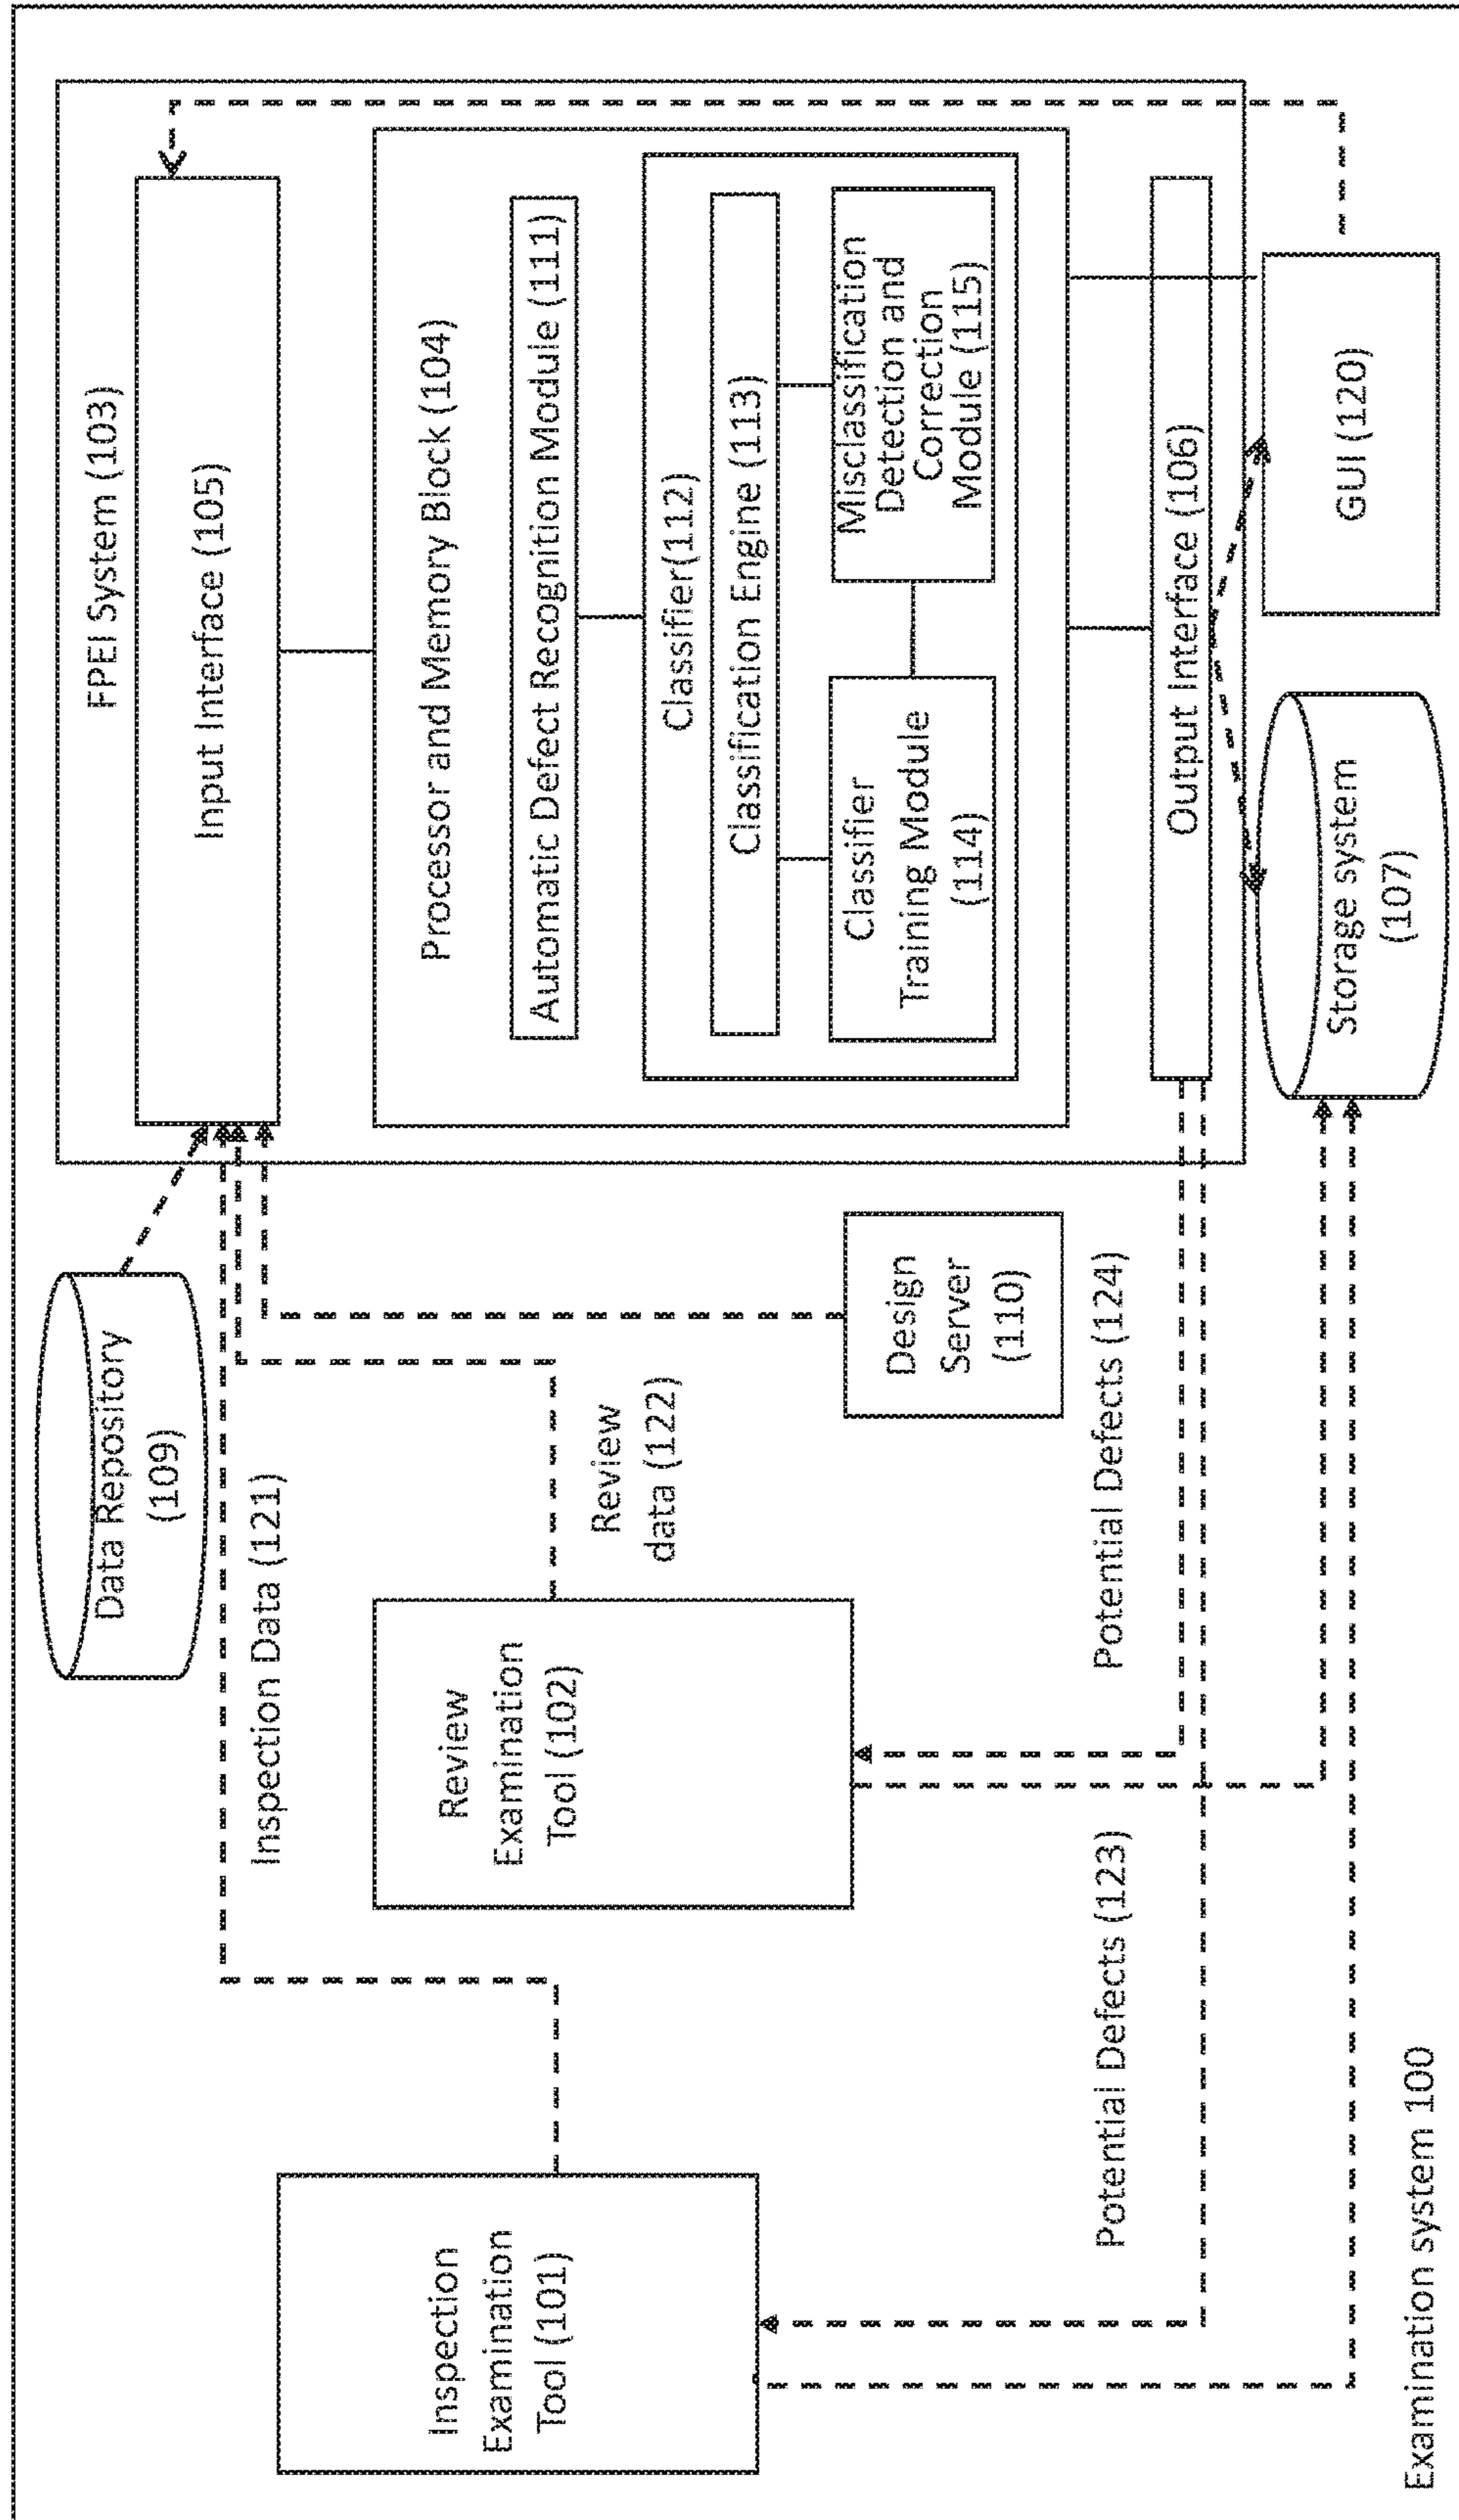 Inspection
Examination
Tool (101)
Review
Examination
Tool (102)
Data Repository
(109)
Inspection Data (121)
Review
data (122)
Design
Server
(110)
Potential Defects (123)
Potential Defects (124)
FPEI System (103)
Input Interface (105)
Processor and Memory Block (104)
Automatic Defect Recognition Module (111)
Classifier(112)
Classification Engine (113)
Classifier
Training Module
(114)
Misclassification
Detection and
Correction
Module (115)
Output Interface (106)
Storage system
(107)
GUI (120)
Examination system 100